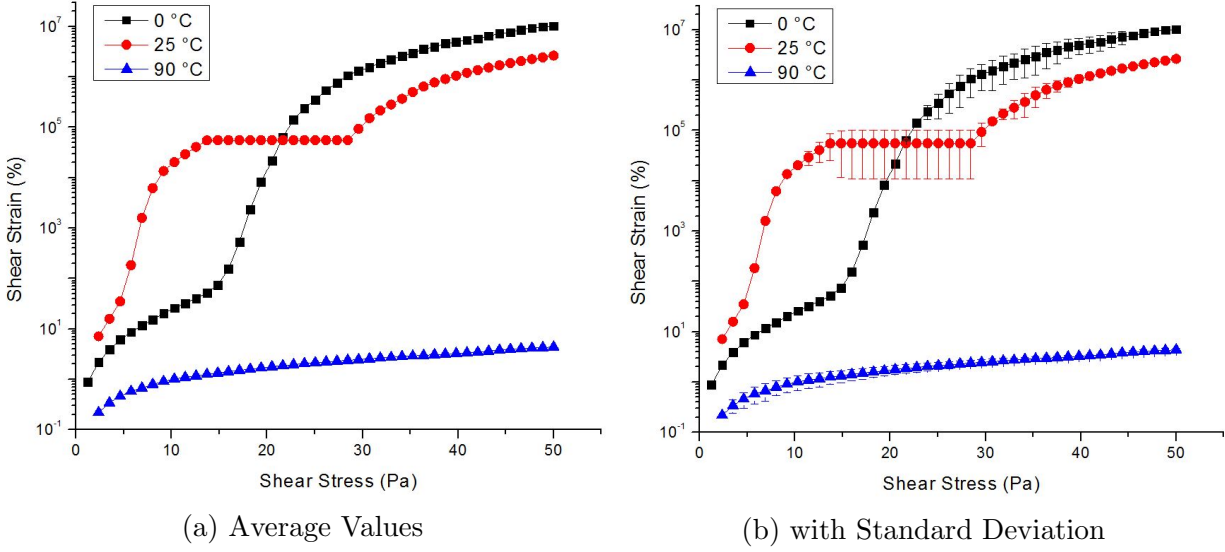 0 °C
25 °C
90 °C
10^7
10^5
10^3
10^1
10^-1
Shear Strain (%)
0 10 20 30 40 50
Shear Stress (Pa)
(a) Average Values
0 °C
25 °C
90 °C
10^7
10^5
10^3
10^1
10^-1
Shear Strain (%)
0 10 20 30 40 50
Shear Stress (Pa)
(b) with Standard Deviation